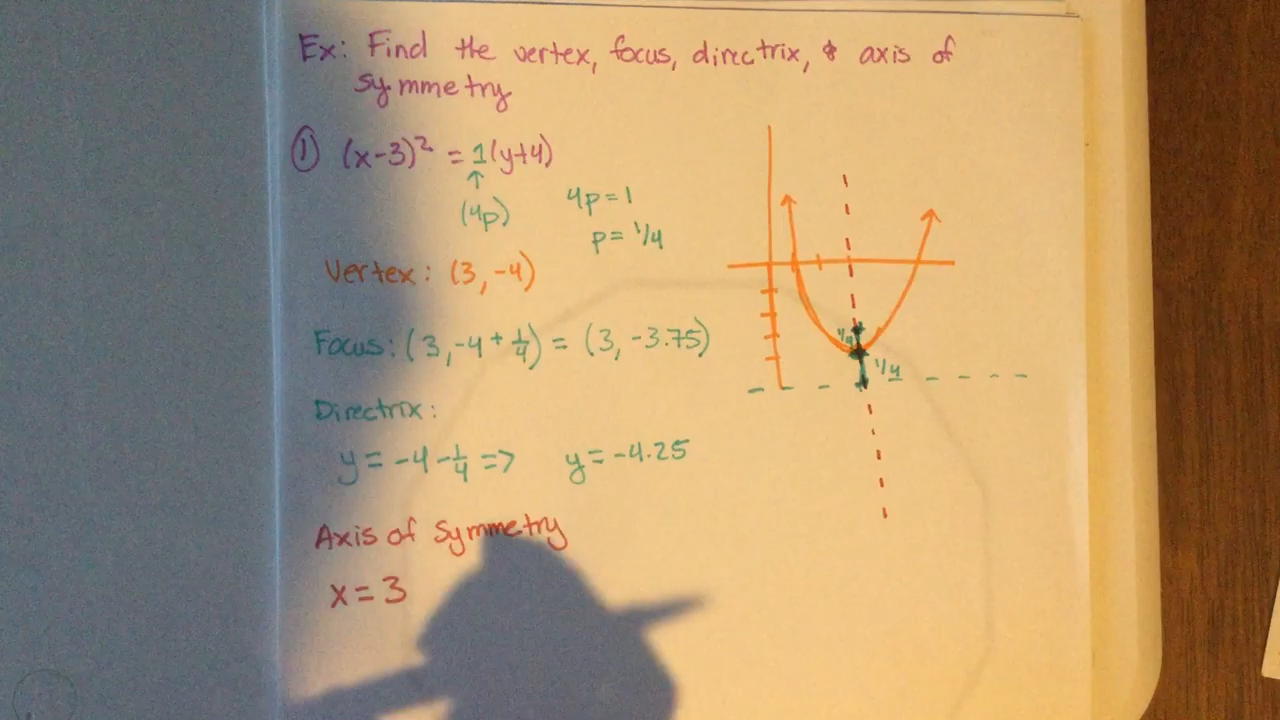 Ex: Find the vertex, focus, directrix, & axis of
symmetry
① (x-3)² = 1(y+4)
↑
(4p)
4p=1
p= 1/4
Vertex: (3, -4)
Focus: (3, -4 + 1/4) = (3, -3.75)
Directrix:
y = -4 - 1/4 => y = -4.25
Axis of Symmetry
x = 3
1/4
1/4